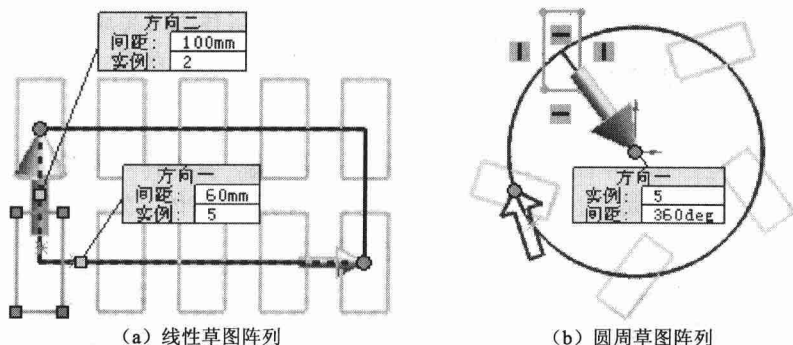 方向二
间距: 100mm
实例: 2
方向一
间距: 60mm
实例: 5
方向一
实例: 5
间距: 360deg
(a) 线性草图阵列
(b) 圆周草图阵列